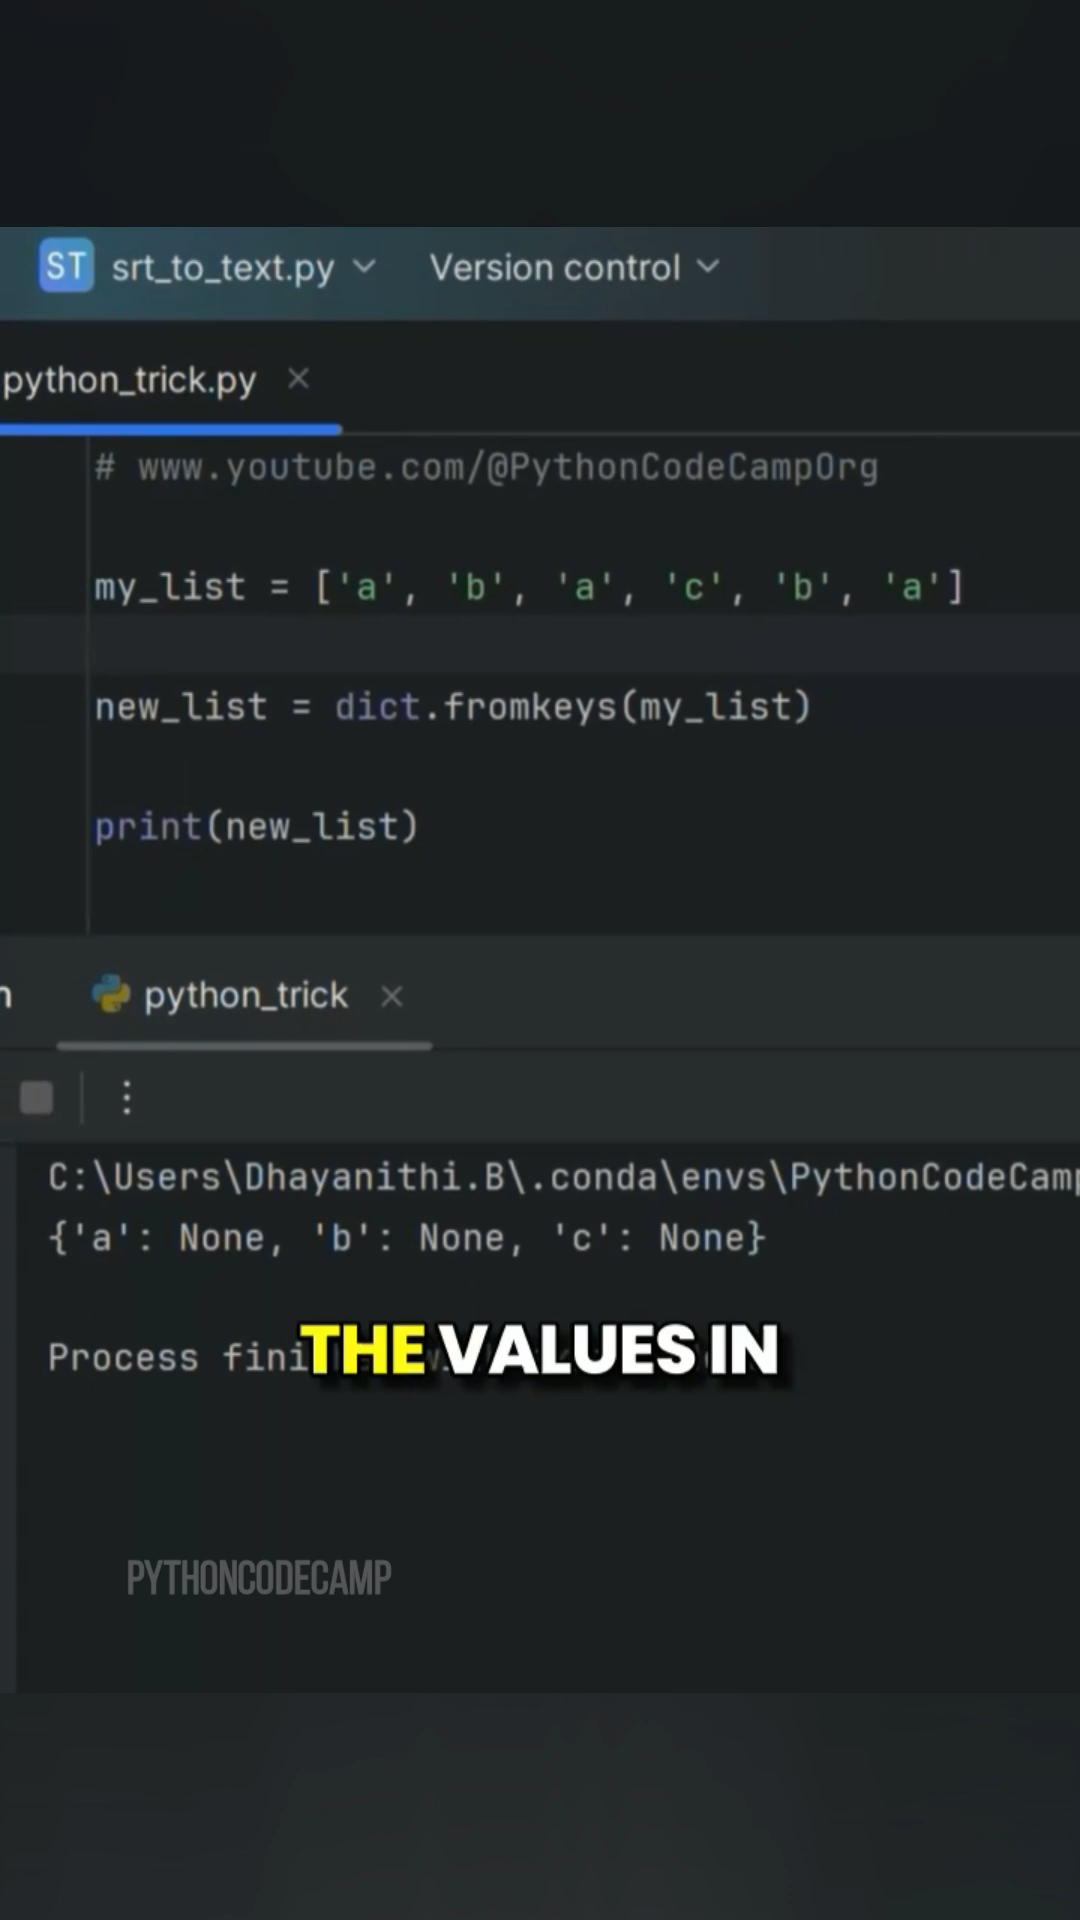 ST srt_to_text.py Version control
python_trick.py
# www.youtube.com/@PythonCodeCampOrg
my_list = ['a', 'b', 'a', 'c', 'b', 'a']
new_list = dict.fromkeys(my_list)
print(new_list)
n python_trick
C:\Users\Dhayanithi.B\.conda\envs\PythonCodeCamp
{'a': None, 'b': None, 'c': None}
Process fini
THE VALUES IN
PYTHONCODECAMP